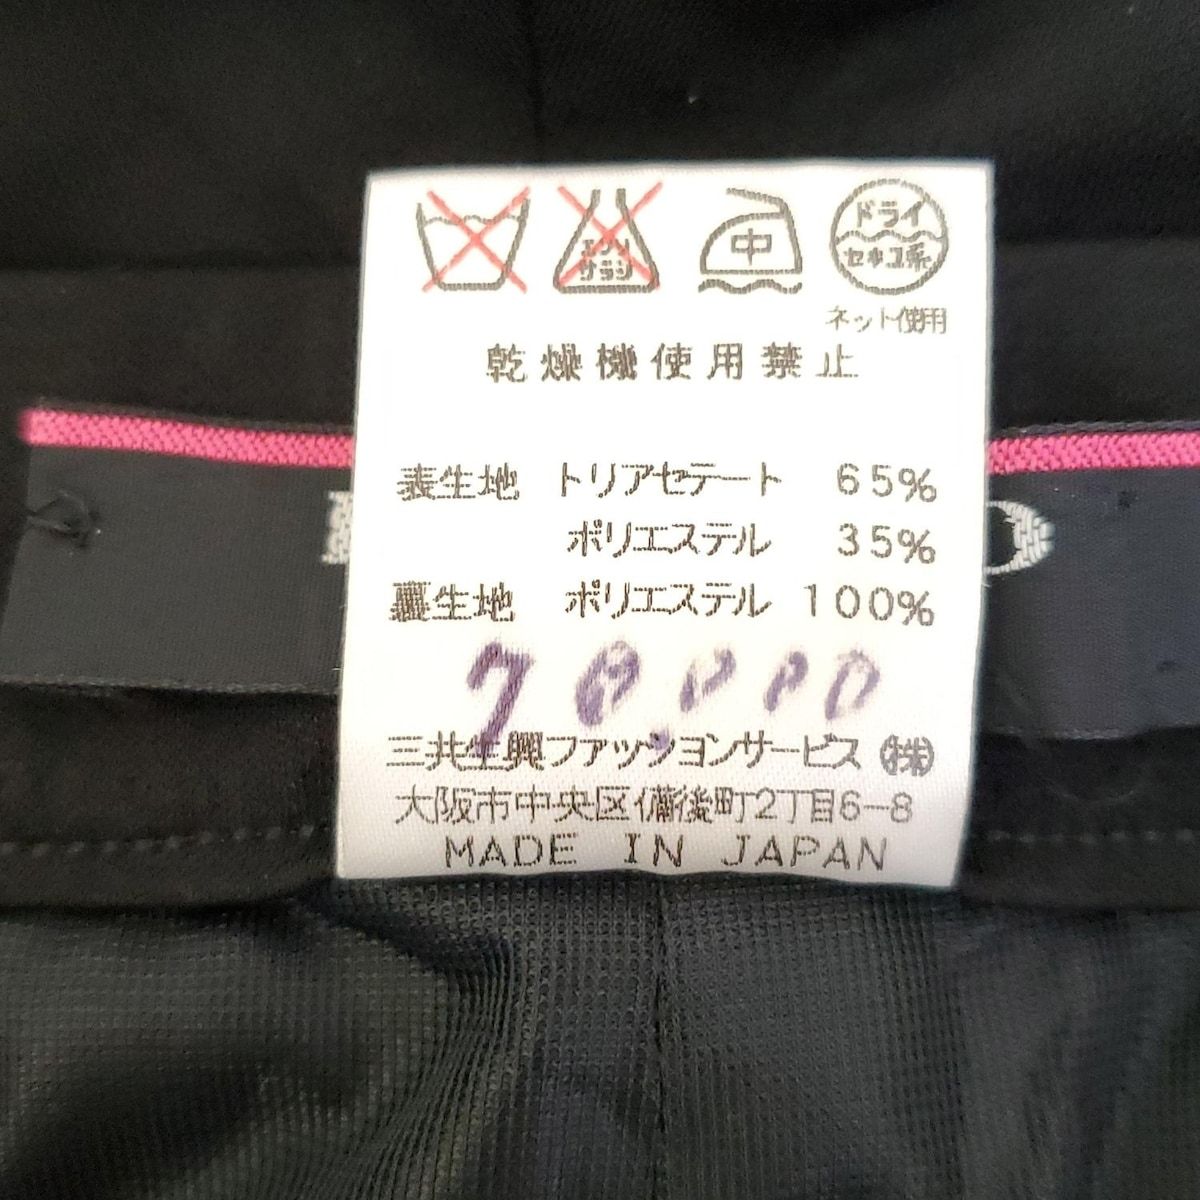 エンソ
サラシ
中
ドライ
セキユ系
ネット使用
乾燥機使用禁止
表生地 トリアセテート 65%
ポリエステル 35%
裏生地 ポリエステル 100%
三共生興ファッションサービス(株)
大阪市中央区備後町2丁目6-8
MADE IN JAPAN